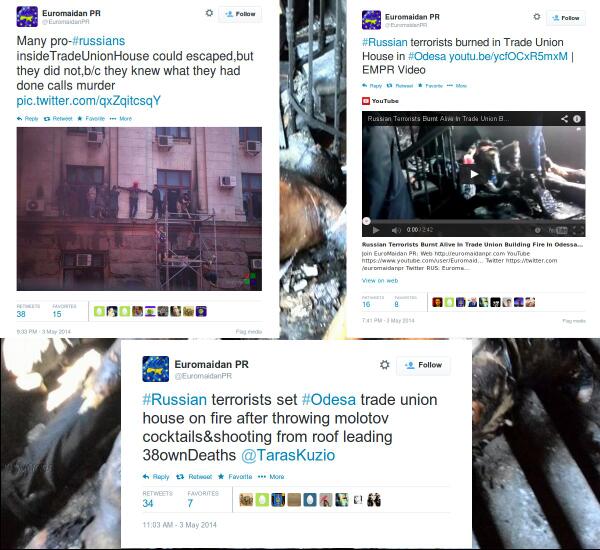 Euromaidan PR
@EuromaidanPR
Follow
Many pro-#russians
insideTradeUnionHouse could escaped,but
they did not,b/c they knew what they had
done calls murder
pic.twitter.com/qxZqitcsqY
Reply Retweet Favorite More
RETWEETS FAVORITES
38 15
9:33 PM - 3 May 2014 Flag media
Euromaidan PR
@EuromaidanPR
Follow
#Russian terrorists burned in Trade Union
House in #Odesa youtu.be/ycfOCxR5mxM |
EMPR Video
Reply Retweet Favorite More
YouTube
Russian Terrorists Burnt Alive In Trade Union B...
0:00 / 2:42 YouTube
Russian Terrorists Burnt Alive In Trade Union Building Fire In Odessa...
Join EuroMaidan PR: Web http://euromaidanpr.com YouTube
https://www.youtube.com/user/Euromaid... Twitter https://twitter.com
/euromaidanpr Twitter RUS: Euroma...
View on web
RETWEETS FAVORITES
16 8
7:41 PM - 3 May 2014 Flag media
Euromaidan PR
@EuromaidanPR
Follow
#Russian terrorists set #Odesa trade union
house on fire after throwing molotov
cocktails&shooting from roof leading
38ownDeaths @TarasKuzio
Reply Retweet Favorite More
RETWEETS FAVORITES
34 7
11:03 AM - 3 May 2014